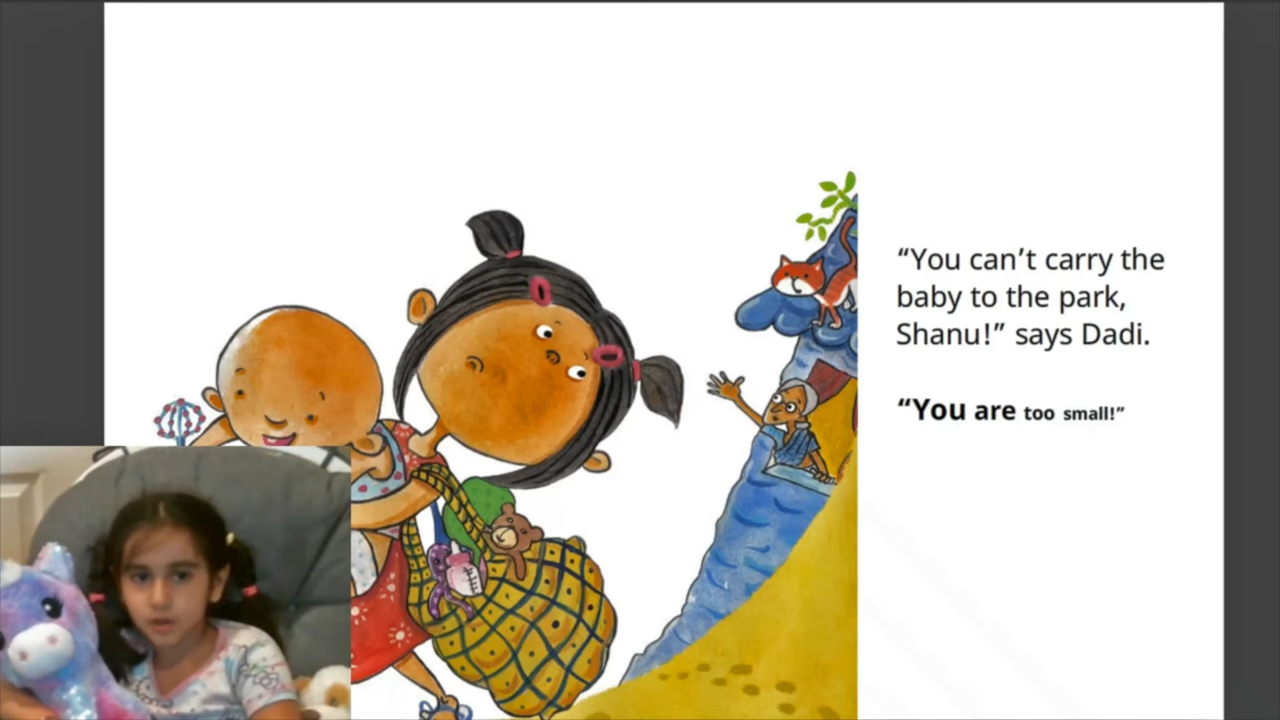 “You can’t carry the
baby to the park,
Shanu!” says Dadi.
“You are too small!”